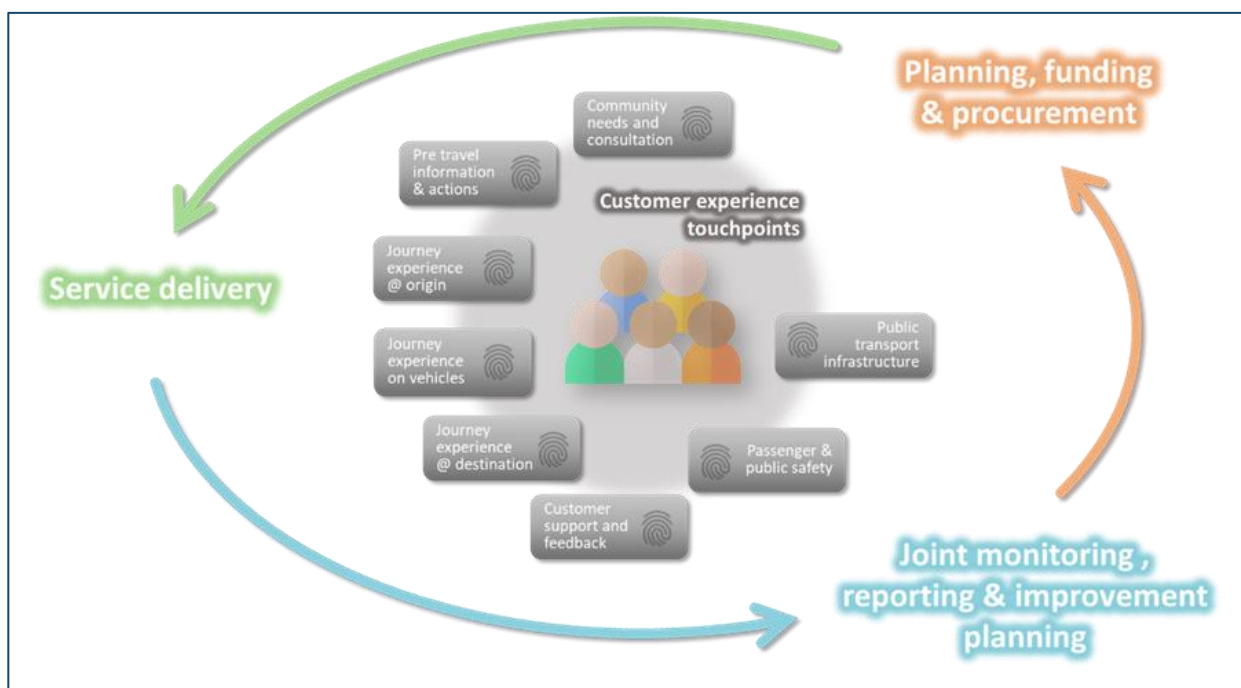 Planning, funding
& procurement
Community
needs and
consultation
Pre travel
information
& actions
Customer experience
touchpoints
Journey
experience
@ origin
Service delivery
Public
transport
infrastructure
Journey
experience
on vehicles
Journey
experience
@ destination
Passenger &
public safety
Customer
support and
feedback
Joint monitoring ,
reporting & improvement
planning